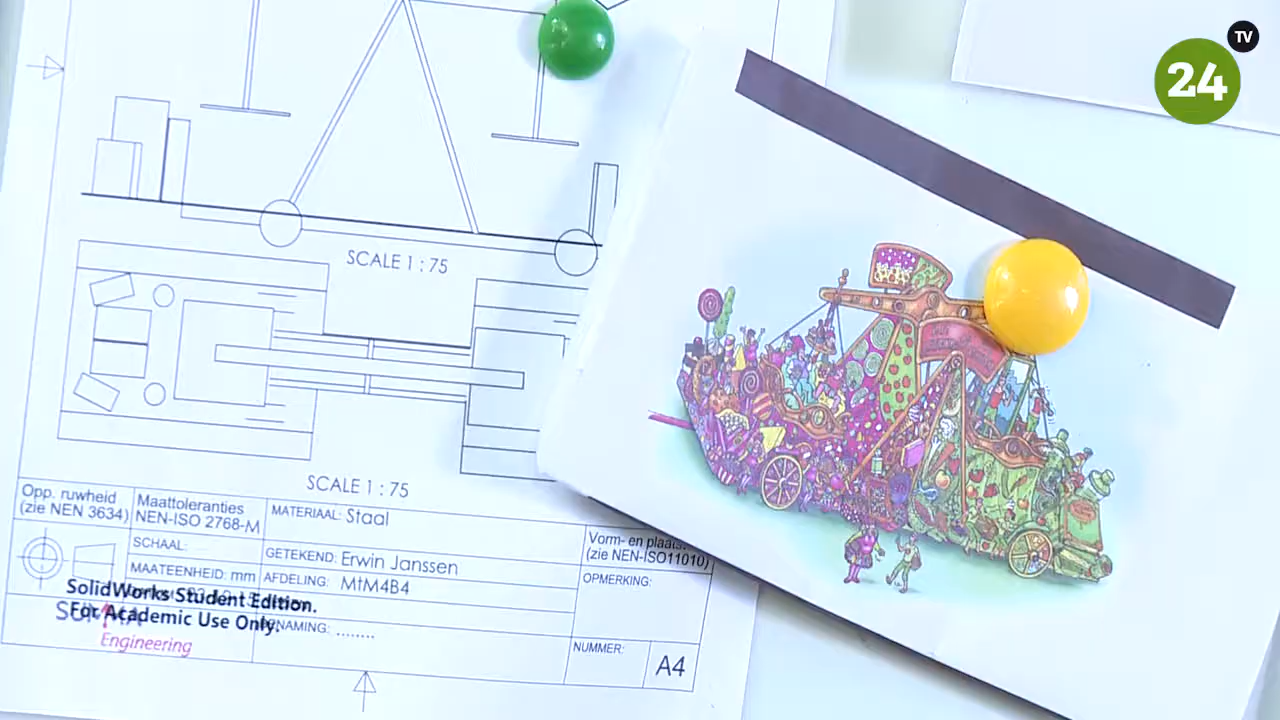 TV
24
SCALE 1 : 75
SCALE 1 : 75
Opp. ruwheid
(zie NEN 3634)
Maattoleranties
NEN-ISO 2768-M
MATERIAAL: Staal
SCHAAL:
GETEKEND: Erwin Janssen
Vorm- en plaats.
(zie NEN-ISO11010)
MAATEENHEID: mm
AFDELING: MtM4B4
OPMERKING:
SolidWorks Student Edition.
For Academic Use Only.
Engineering
NUMMER:
A4